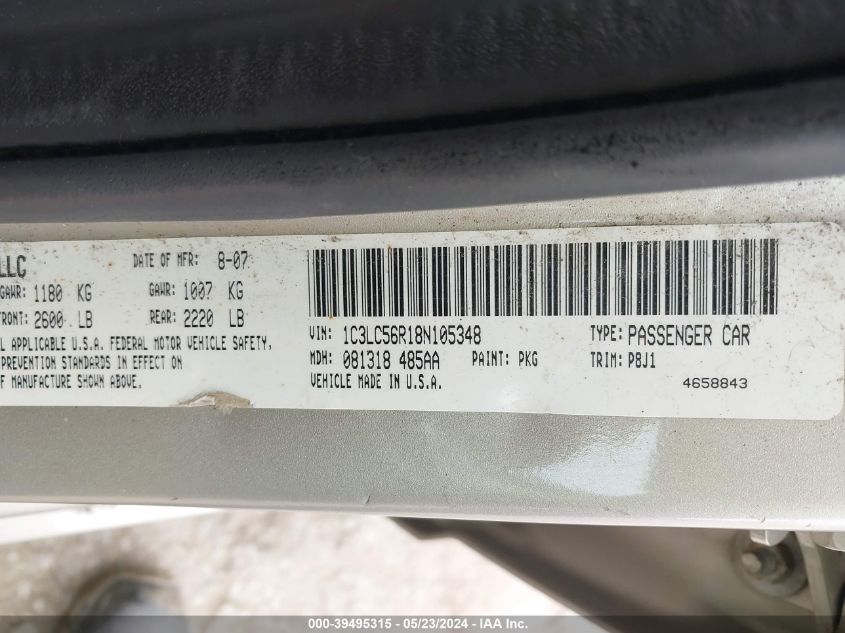 LLC DATE OF MFR: 8-07
GAWR: 1180 KG GAWR: 1007 KG
FRONT: 2600 LB REAR: 2220 LB
APPLICABLE U.S.A. FEDERAL MOTOR VEHICLE SAFETY,
PREVENTION STANDARDS IN EFFECT
OF MANUFACTURE SHOWN ABOVE.
VIN: 1C3LC56R18N105348 TYPE: PASSENGER CAR
MDH: 081318 485AA PAINT: PKG TRIM: P8J1
VEHICLE MADE IN U.S.A. 4658843
000-39495315 - 05/23/2024 - IAA Inc.